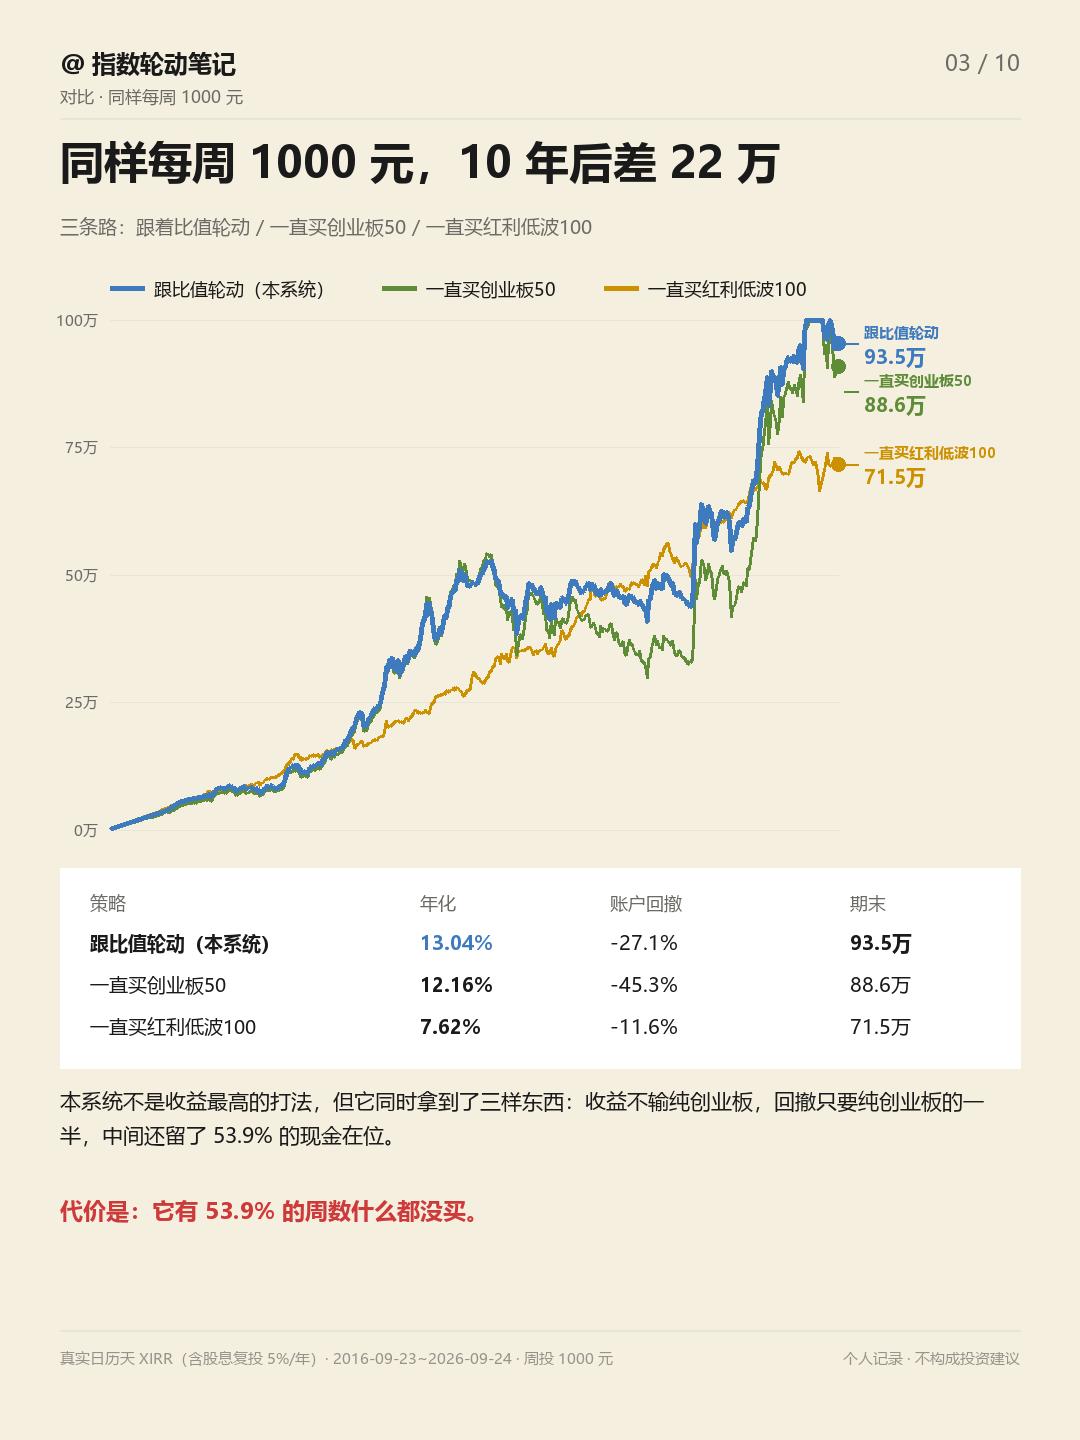 @ 指数轮动笔记
03 / 10
对比 · 同样每周 1000 元
同样每周 1000 元，10 年后差 22 万
三条路：跟着比值轮动 / 一直买创业板50 / 一直买红利低波100
跟比值轮动（本系统）
一直买创业板50
一直买红利低波100
100万
75万
50万
25万
0万
跟比值轮动
93.5万
一直买创业板50
88.6万
一直买红利低波100
71.5万
策略 年化 账户回撤 期末
跟比值轮动（本系统） 13.04% -27.1% 93.5万
一直买创业板50 12.16% -45.3% 88.6万
一直买红利低波100 7.62% -11.6% 71.5万
本系统不是收益最高的打法，但它同时拿到了三样东西：收益不输纯创业板，回撤只要纯创业板的一
半，中间还留了 53.9% 的现金在位。
代价是：它有 53.9% 的周数什么都没买。
真实日历天 XIRR（含股息复投 5%/年）· 2016-09-23~2026-09-24 · 周投 1000 元
个人记录 · 不构成投资建议